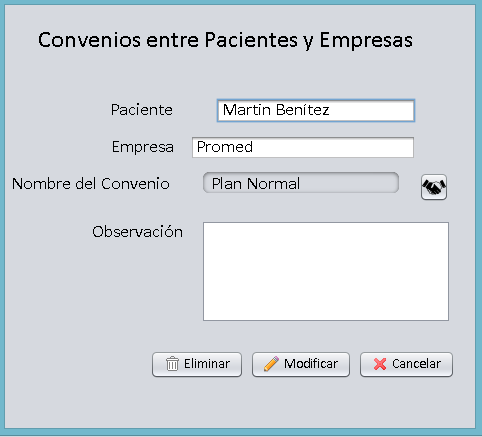 Convenios entre Pacientes y Empresas
Paciente Martin Benítez
Empresa Promed
Nombre del Convenio Plan Normal
Observación
Eliminar Modificar Cancelar